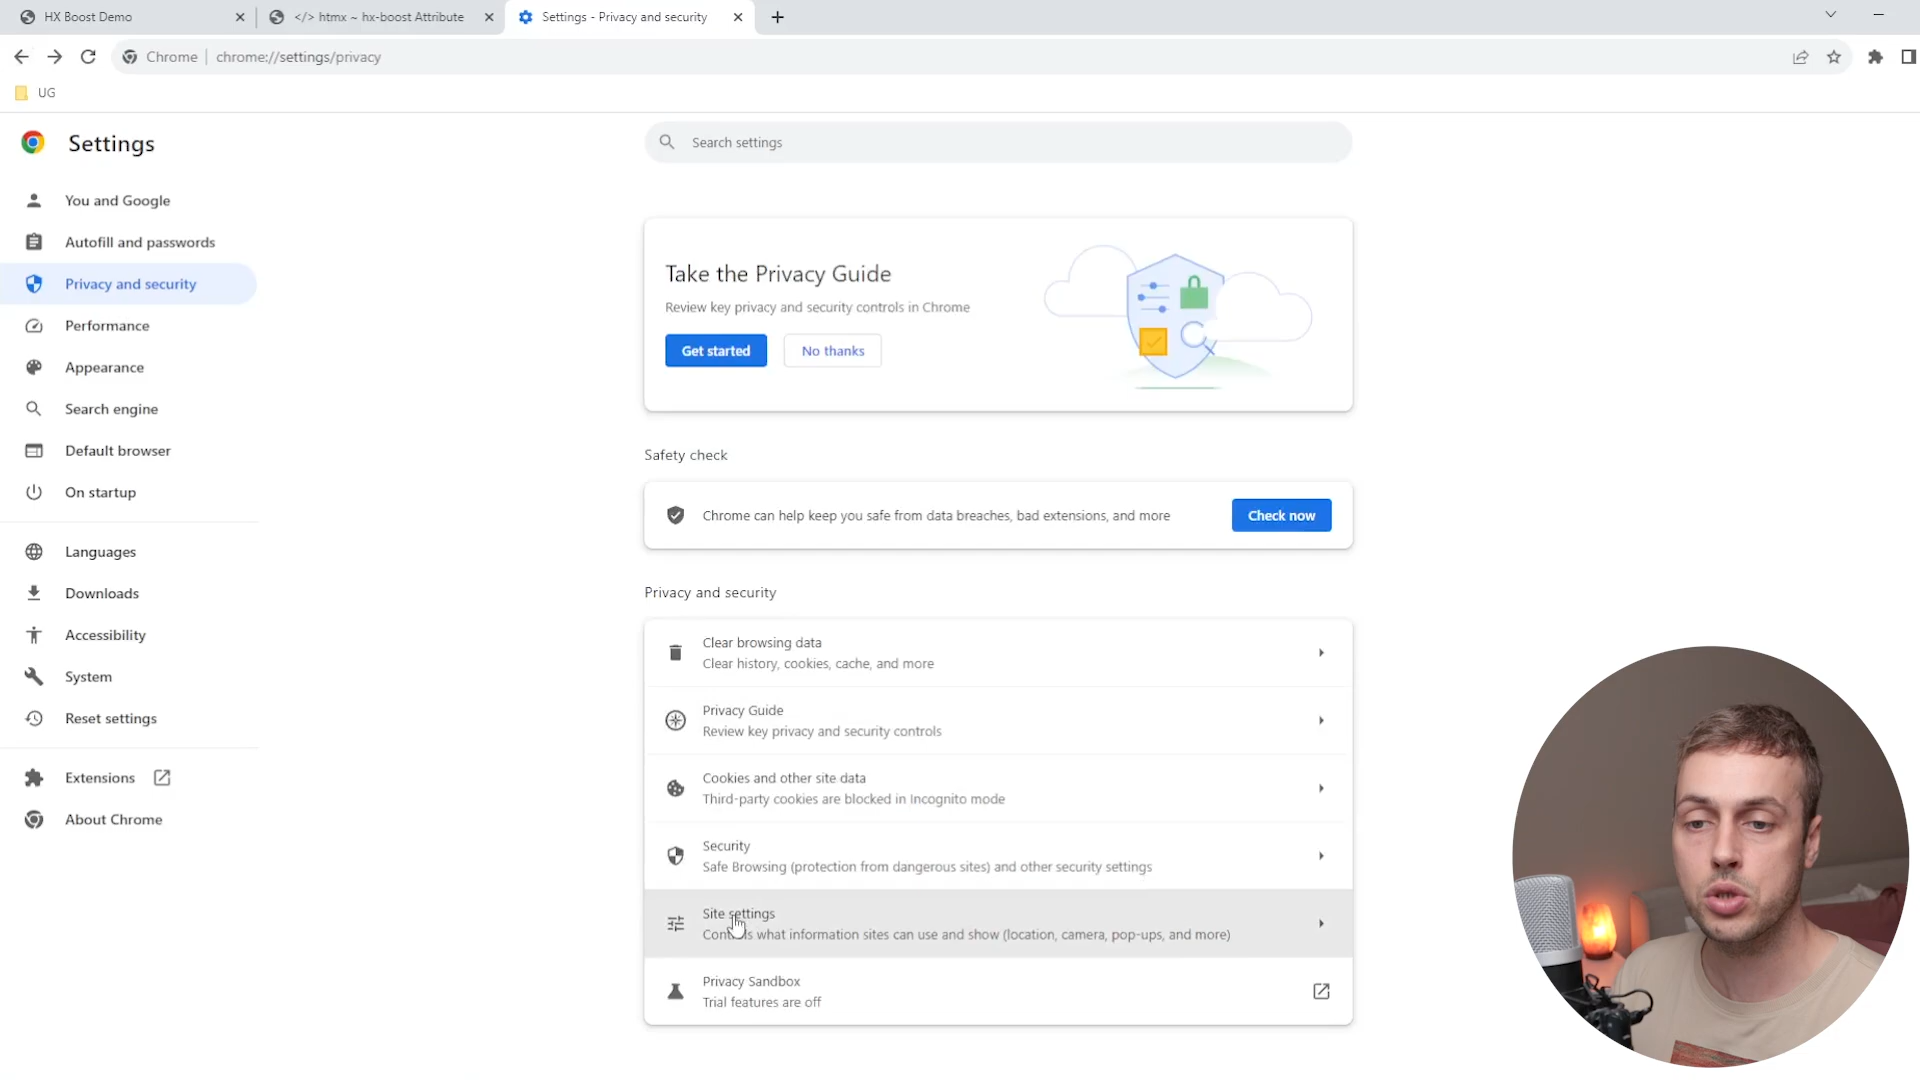 HX Boost Demo
</> htmx ~ hx-boost Attribute
Settings - Privacy and security
Chrome
chrome://settings/privacy
UG
Settings
Search settings
You and Google
Autofill and passwords
Privacy and security
Performance
Appearance
Search engine
Default browser
On startup
Languages
Downloads
Accessibility
System
Reset settings
Extensions
About Chrome
Take the Privacy Guide
Review key privacy and security controls in Chrome
Get started
No thanks
Safety check
Chrome can help keep you safe from data breaches, bad extensions, and more
Check now
Privacy and security
Clear browsing data
Clear history, cookies, cache, and more
Privacy Guide
Review key privacy and security controls
Cookies and other site data
Third-party cookies are blocked in Incognito mode
Security
Safe Browsing (protection from dangerous sites) and other security settings
Site settings
Controls what information sites can use and show (location, camera, pop-ups, and more)
Privacy Sandbox
Trial features are off